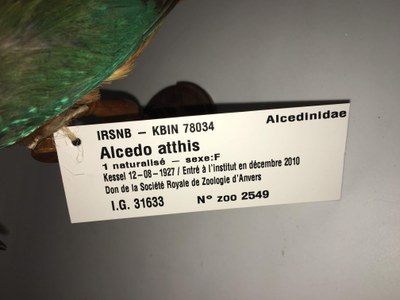 Alcedinidae
IRSNB – KBIN 78034
Alcedo atthis
1 naturalisé – sexe:F
Kessel 12-08-1927 / Entré à l'Institut en décembre 2010
Don de la Société Royale de Zoologie d'Anvers
I.G. 31633 N° zoo 2549